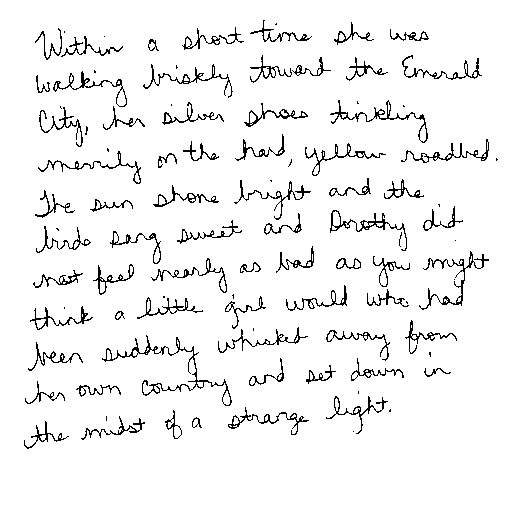 Within a short time she was
walking briskly toward the Emerald
City, her silver shoes tinkling
merrily on the hard, yellow roadbed.
The sun shone bright and the
birds sang sweet and Dorothy did
not feel nearly as bad as you might
think a little girl would who had
been suddenly whisked away from
her own country and set down in
the midst of a strange light.